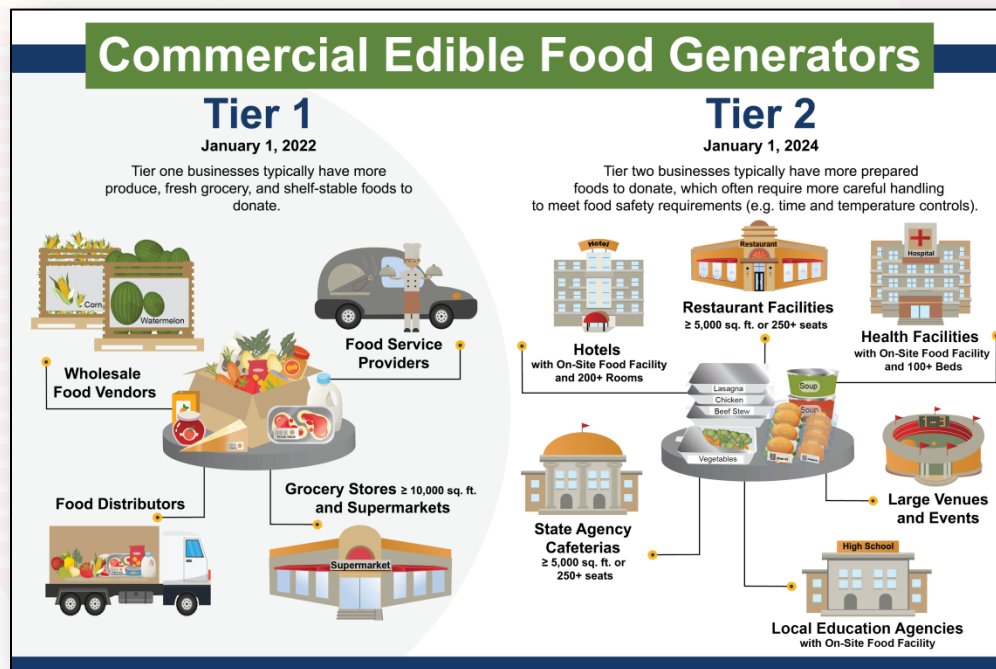 Commercial Edible Food Generators
Tier 1
January 1, 2022
Tier one businesses typically have more
produce, fresh grocery, and shelf-stable foods to
donate.
Corn
Watermelon
Wholesale
Food Vendors
Food Service
Providers
Food Distributors
Grocery Stores ≥ 10,000 sq. ft.
and Supermarkets
Supermarket
Tier 2
January 1, 2024
Tier two businesses typically have more prepared
foods to donate, which often require more careful handling
to meet food safety requirements (e.g. time and temperature controls).
Hotel
Hotels
with On-Site Food Facility
and 200+ Rooms
Restaurant
Restaurant Facilities
≥ 5,000 sq. ft. or 250+ seats
Hospital
Health Facilities
with On-Site Food Facility
and 100+ Beds
Lasagna
Chicken
Beef Stew
Vegetables
Soup
Soup
State Agency
Cafeterias
≥ 5,000 sq. ft. or
250+ seats
Large Venues
and Events
High School
Local Education Agencies
with On-Site Food Facility